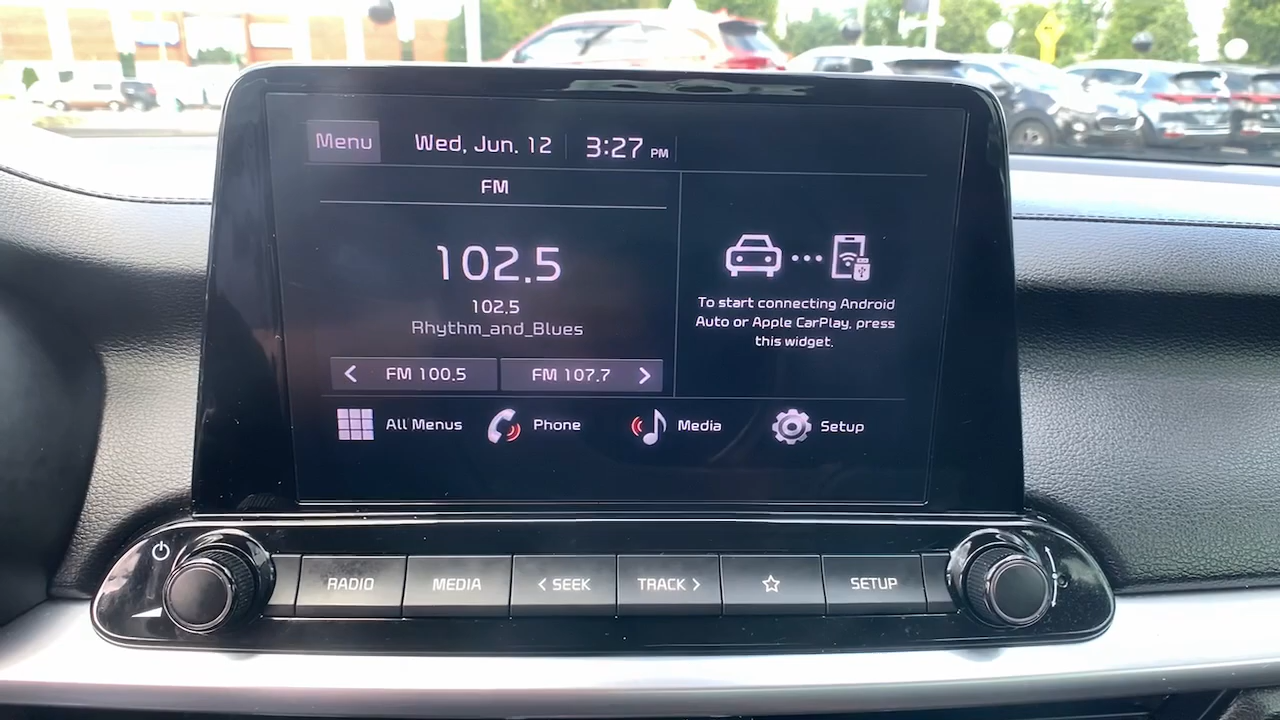 Menu
Wed, Jun. 12
3:27 PM
FM
102.5
102.5
Rhythm_and_Blues
< FM 100.5
FM 107.7 >
To start connecting Android
Auto or Apple CarPlay, press
this widget.
All Menus
Phone
Media
Setup
RADIO
MEDIA
< SEEK
TRACK >
SETUP